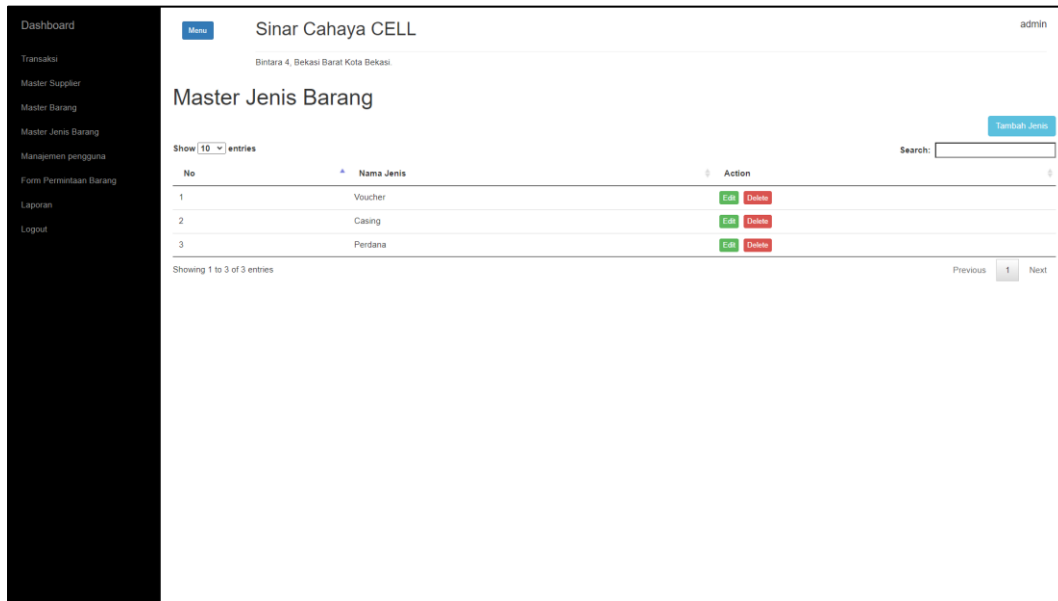 Dashboard
Transaksi
Master Supplier
Master Barang
Master Jenis Barang
Manajemen pengguna
Form Permintaan Barang
Laporan
Logout
Menu
Sinar Cahaya CELL
admin
Bintara 4, Bekasi Barat Kota Bekasi.
Master Jenis Barang
Tambah Jenis
Show 10 entries
Search:
No Nama Jenis Action
1 Voucher Edit Delete
2 Casing Edit Delete
3 Perdana Edit Delete
Showing 1 to 3 of 3 entries
Previous 1 Next